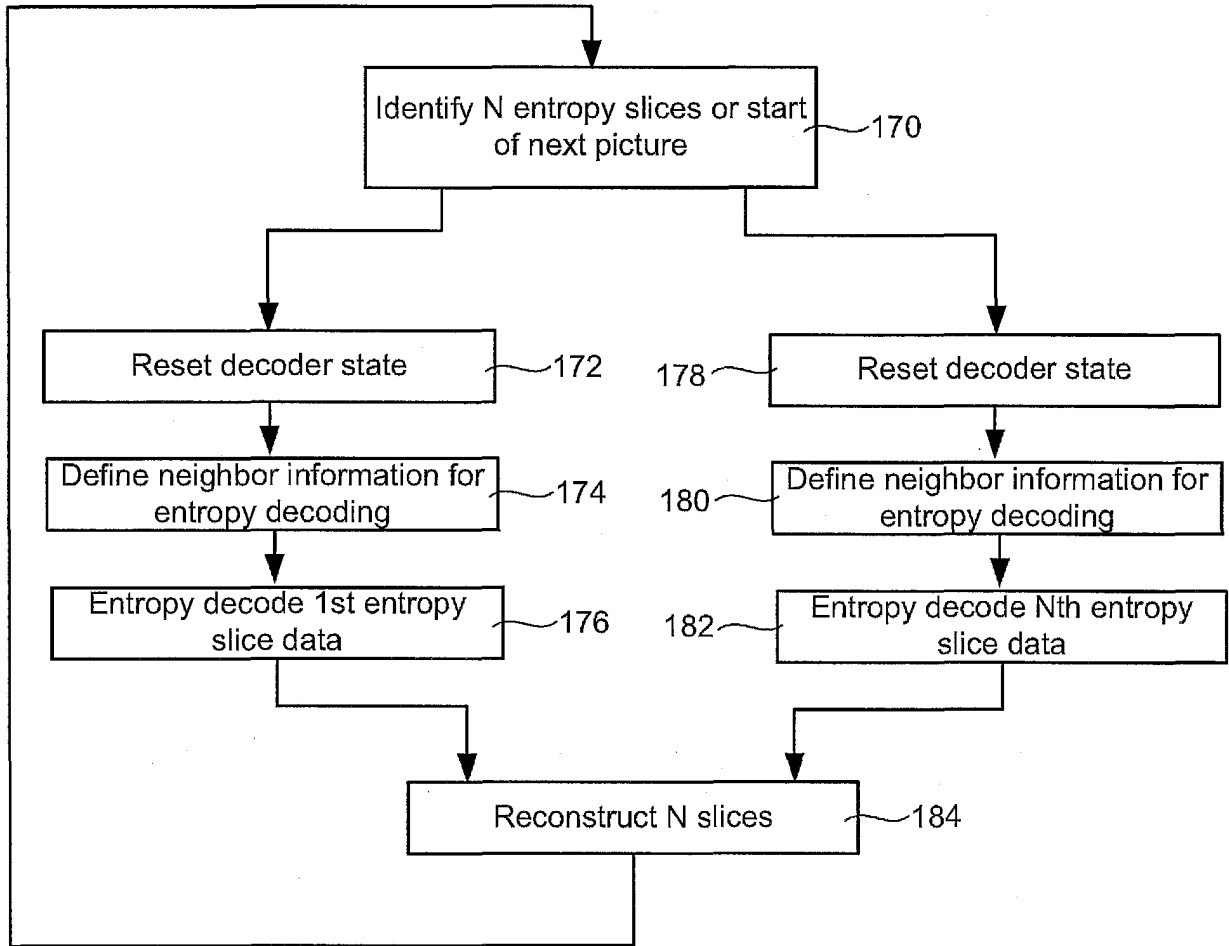 Identify N entropy slices or start
of next picture
170
Reset decoder state
172
178
Reset decoder state
Define neighbor information for
entropy decoding
174
180
Define neighbor information for
entropy decoding
Entropy decode 1st entropy
slice data
176
182
Entropy decode Nth entropy
slice data
Reconstruct N slices
184